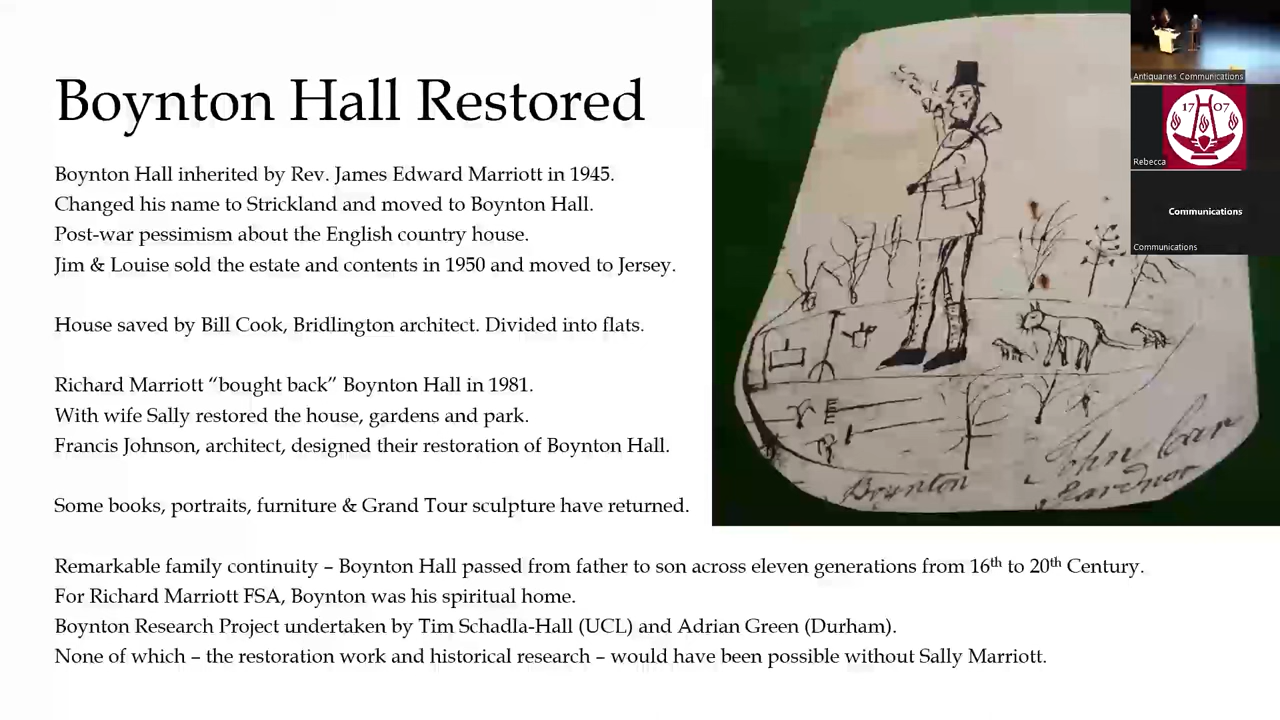 Boynton Hall Restored
Boynton Hall inherited by Rev. James Edward Marriott in 1945.
Changed his name to Strickland and moved to Boynton Hall.
Post-war pessimism about the English country house.
Jim & Louise sold the estate and contents in 1950 and moved to Jersey.
House saved by Bill Cook, Bridlington architect. Divided into flats.
Richard Marriott “bought back” Boynton Hall in 1981.
With wife Sally restored the house, gardens and park.
Francis Johnson, architect, designed their restoration of Boynton Hall.
Some books, portraits, furniture & Grand Tour sculpture have returned.
Remarkable family continuity – Boynton Hall passed from father to son across eleven generations from 16th to 20th Century.
For Richard Marriott FSA, Boynton was his spiritual home.
Boynton Research Project undertaken by Tim Schadla-Hall (UCL) and Adrian Green (Durham).
None of which – the restoration work and historical research – would have been possible without Sally Marriott.
John Carr
Boynton
Gardnor
Antiquaries Communications
17 07
Rebecca
Communications
Communications